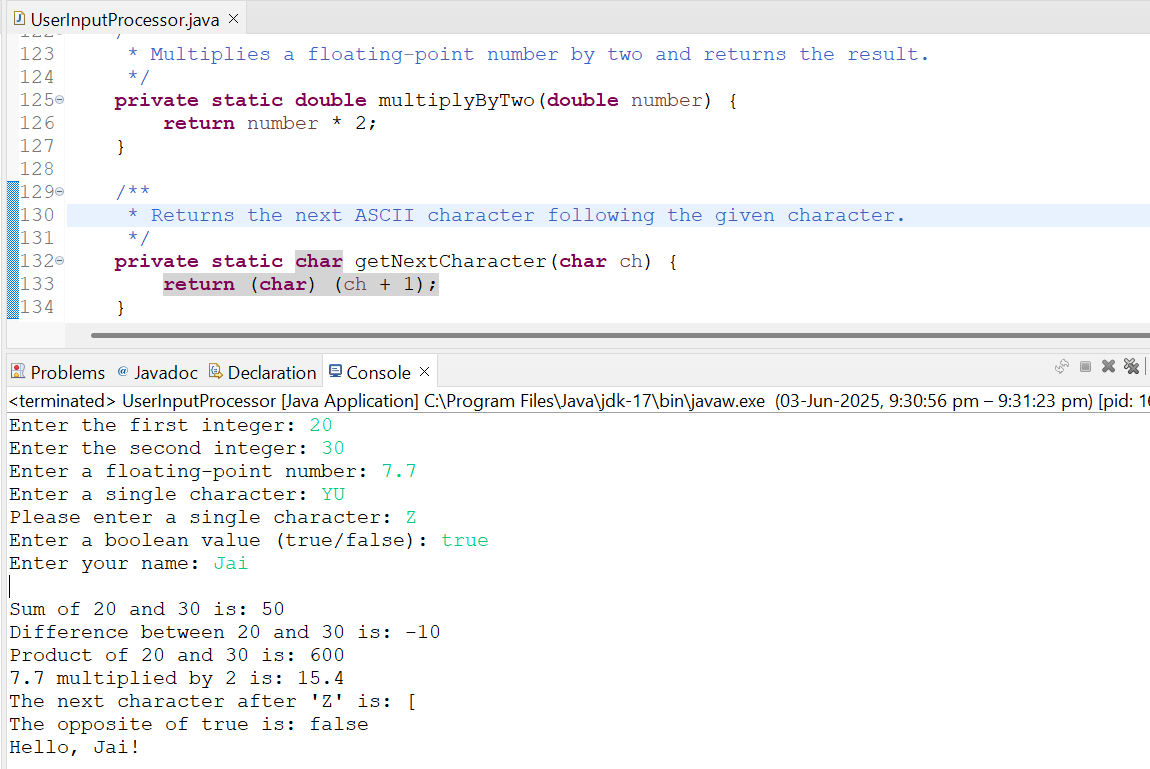 UserInputProcessor.java
123 * Multiplies a floating-point number by two and returns the result.
124 */
125 private static double multiplyByTwo(double number) {
126 return number * 2;
127 }
128
129 /**
130 * Returns the next ASCII character following the given character.
131 */
132 private static char getNextCharacter(char ch) {
133 return (char) (ch + 1);
134 }
Problems @ Javadoc Declaration Console
<terminated> UserInputProcessor [Java Application] C:\Program Files\Java\jdk-17\bin\javaw.exe (03-Jun-2025, 9:30:56 pm – 9:31:23 pm) [pid:
Enter the first integer: 20
Enter the second integer: 30
Enter a floating-point number: 7.7
Enter a single character: YU
Please enter a single character: Z
Enter a boolean value (true/false): true
Enter your name: Jai
Sum of 20 and 30 is: 50
Difference between 20 and 30 is: -10
Product of 20 and 30 is: 600
7.7 multiplied by 2 is: 15.4
The next character after 'Z' is: [
The opposite of true is: false
Hello, Jai!